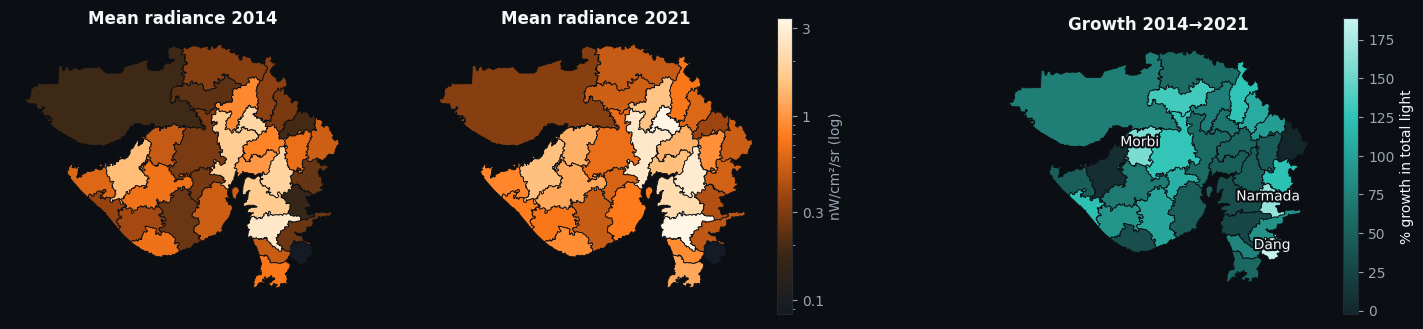 Mean radiance 2014
Mean radiance 2021
3
1
0.3
0.1
nW/cm²/sr (log)
Growth 2014→2021
Morbi
Narmada
Dang
175
150
125
100
75
50
25
0
% growth in total light